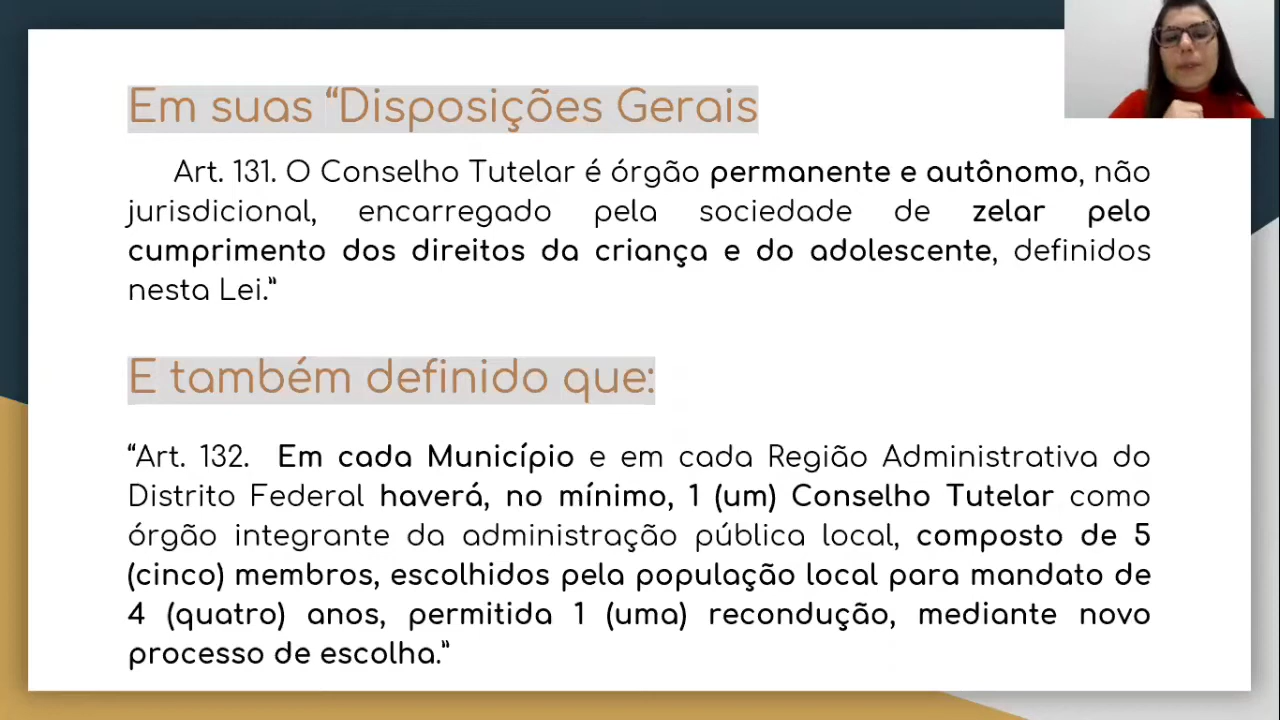 Em suas “Disposições Gerais
Art. 131. O Conselho Tutelar é órgão permanente e autônomo, não
jurisdicional, encarregado pela sociedade de zelar pelo
cumprimento dos direitos da criança e do adolescente, definidos
nesta Lei.”
E também definido que:
“Art. 132. Em cada Município e em cada Região Administrativa do
Distrito Federal haverá, no mínimo, 1 (um) Conselho Tutelar como
órgão integrante da administração pública local, composto de 5
(cinco) membros, escolhidos pela população local para mandato de
4 (quatro) anos, permitida 1 (uma) recondução, mediante novo
processo de escolha.”